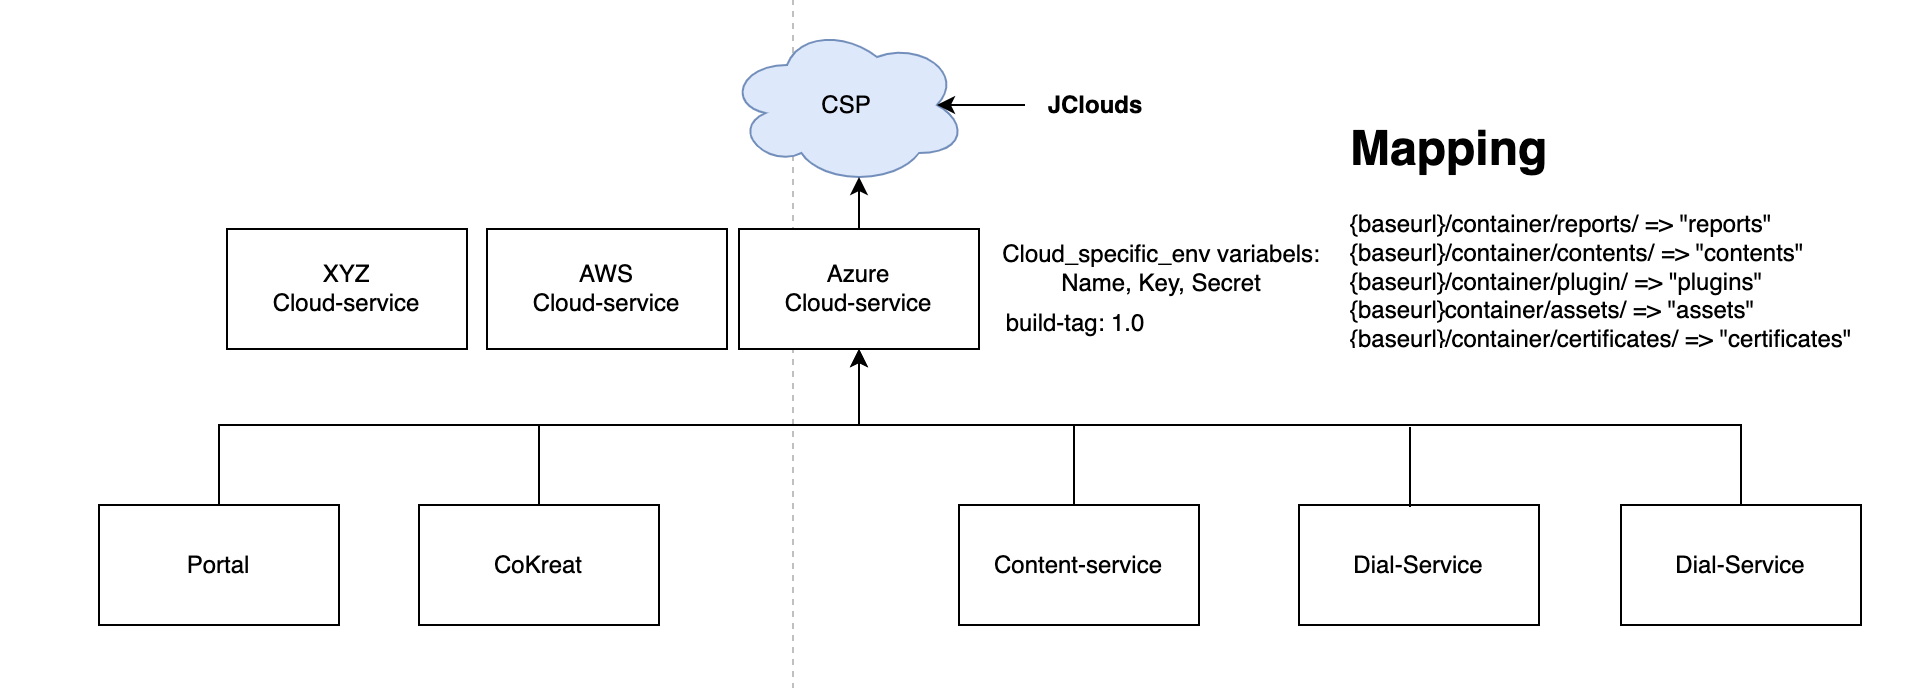 CSP
JClouds
Mapping
{baseurl}/container/reports/ => "reports"
{baseurl}/container/contents/ => "contents"
{baseurl}/container/plugin/ => "plugins"
{baseurl}container/assets/ => "assets"
{baseurl}/container/certificates/ => "certificates"
XYZ
Cloud-service
AWS
Cloud-service
Azure
Cloud-service
Cloud_specific_env variabels:
Name, Key, Secret
build-tag: 1.0
Portal
CoKreat
Content-service
Dial-Service
Dial-Service